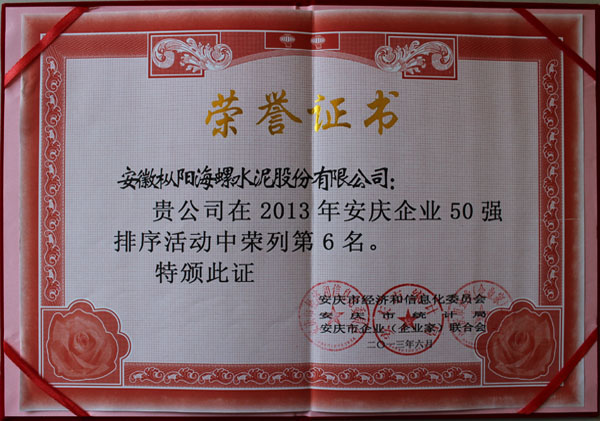 荣誉证书
安徽枞阳海螺水泥股份有限公司：
贵公司在2013年安庆企业50强
排序活动中荣列第6名。
特颁此证
安庆市经济和信息化委员会
安庆市统计局
安庆市企业（企业家）联合会
二〇一三年六月